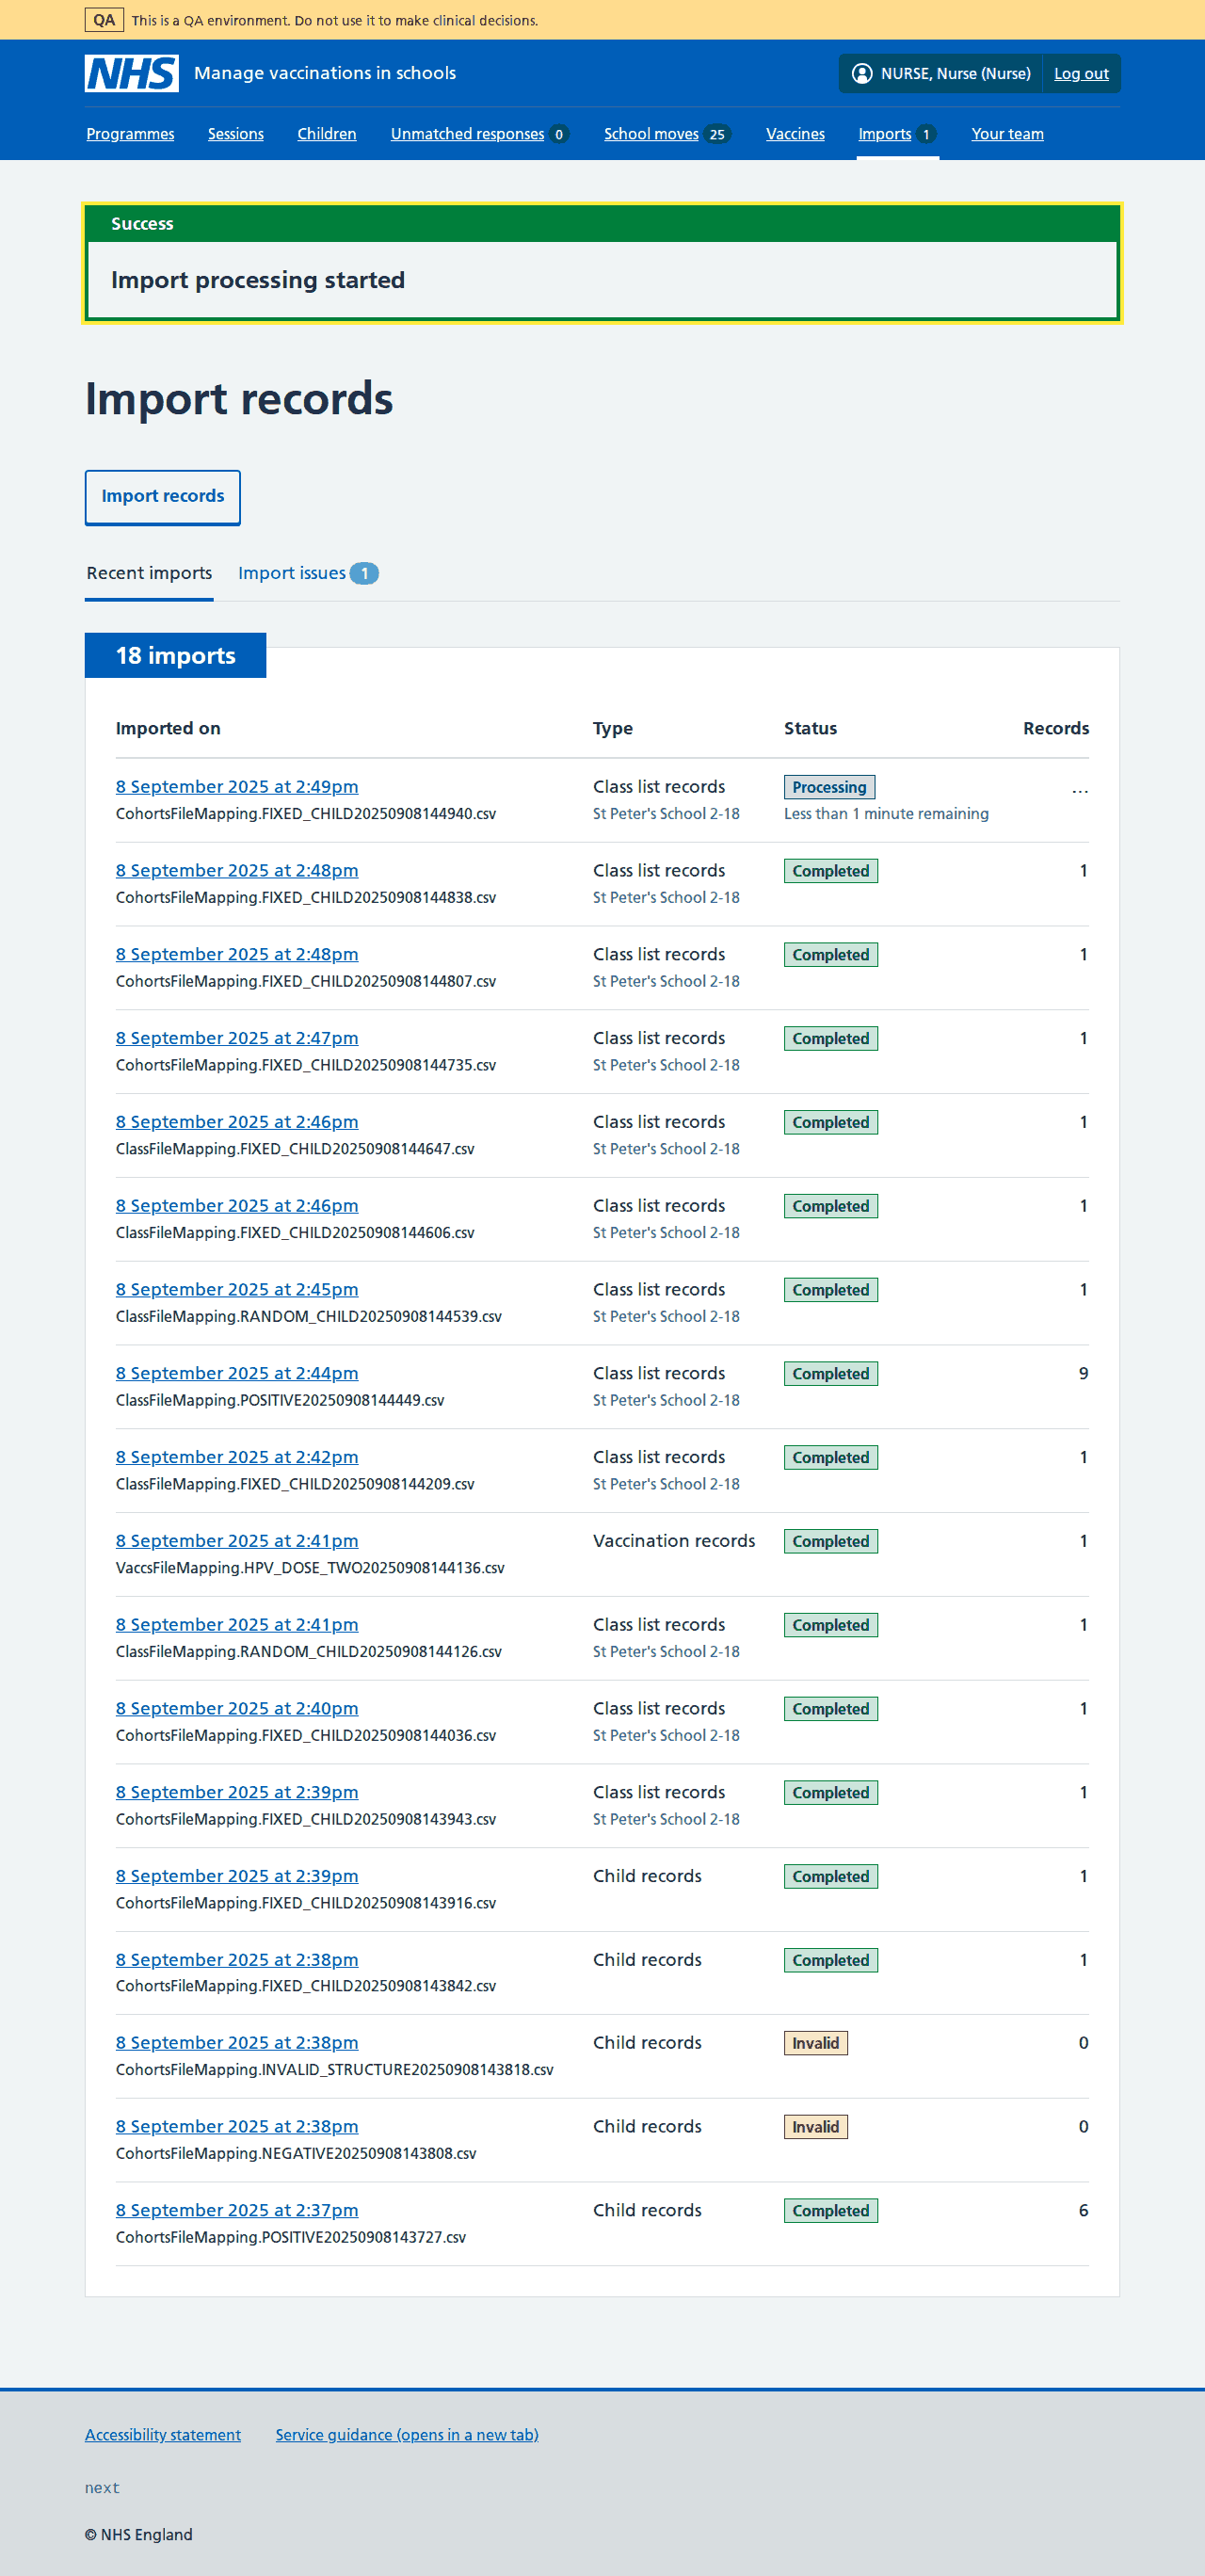 QA This is a QA environment. Do not use it to make clinical decisions.
NHS Manage vaccinations in schools NURSE, Nurse (Nurse) Log out
Programmes Sessions Children Unmatched responses 0 School moves 25 Vaccines Imports 1 Your team
Success
Import processing started
Import records
Import records
Recent imports Import issues 1
18 imports
Imported on Type Status Records
8 September 2025 at 2:49pm Class list records Processing ...
CohortsFileMapping.FIXED_CHILD20250908144940.csv St Peter's School 2-18 Less than 1 minute remaining
8 September 2025 at 2:48pm Class list records Completed 1
CohortsFileMapping.FIXED_CHILD20250908144838.csv St Peter's School 2-18
8 September 2025 at 2:48pm Class list records Completed 1
CohortsFileMapping.FIXED_CHILD20250908144807.csv St Peter's School 2-18
8 September 2025 at 2:47pm Class list records Completed 1
CohortsFileMapping.FIXED_CHILD20250908144735.csv St Peter's School 2-18
8 September 2025 at 2:46pm Class list records Completed 1
ClassFileMapping.FIXED_CHILD20250908144647.csv St Peter's School 2-18
8 September 2025 at 2:46pm Class list records Completed 1
ClassFileMapping.FIXED_CHILD20250908144606.csv St Peter's School 2-18
8 September 2025 at 2:45pm Class list records Completed 1
ClassFileMapping.RANDOM_CHILD20250908144539.csv St Peter's School 2-18
8 September 2025 at 2:44pm Class list records Completed 9
ClassFileMapping.POSITIVE20250908144449.csv St Peter's School 2-18
8 September 2025 at 2:42pm Class list records Completed 1
ClassFileMapping.FIXED_CHILD20250908144209.csv St Peter's School 2-18
8 September 2025 at 2:41pm Vaccination records Completed 1
VaccsFileMapping.HPV_DOSE_TWO20250908144136.csv
8 September 2025 at 2:41pm Class list records Completed 1
ClassFileMapping.RANDOM_CHILD20250908144126.csv St Peter's School 2-18
8 September 2025 at 2:40pm Class list records Completed 1
CohortsFileMapping.FIXED_CHILD20250908144036.csv St Peter's School 2-18
8 September 2025 at 2:39pm Class list records Completed 1
CohortsFileMapping.FIXED_CHILD20250908143943.csv St Peter's School 2-18
8 September 2025 at 2:39pm Child records Completed 1
CohortsFileMapping.FIXED_CHILD20250908143916.csv
8 September 2025 at 2:38pm Child records Completed 1
CohortsFileMapping.FIXED_CHILD20250908143842.csv
8 September 2025 at 2:38pm Child records Invalid 0
CohortsFileMapping.INVALID_STRUCTURE20250908143818.csv
8 September 2025 at 2:38pm Child records Invalid 0
CohortsFileMapping.NEGATIVE20250908143808.csv
8 September 2025 at 2:37pm Child records Completed 6
CohortsFileMapping.POSITIVE20250908143727.csv
Accessibility statement Service guidance (opens in a new tab)
next
© NHS England